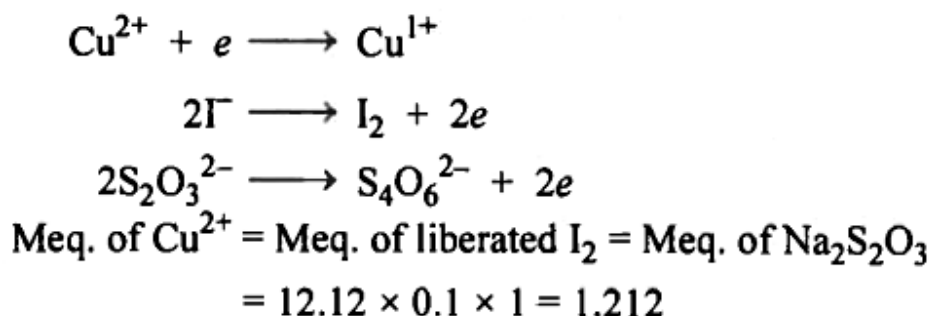 Cu²⁺ + e ⟶ Cu¹⁺
2I⁻ ⟶ I₂ + 2e
2S₂O₃²⁻ ⟶ S₄O₆²⁻ + 2e
Meq. of Cu²⁺ = Meq. of liberated I₂ = Meq. of Na₂S₂O₃
= 12.12 × 0.1 × 1 = 1.212